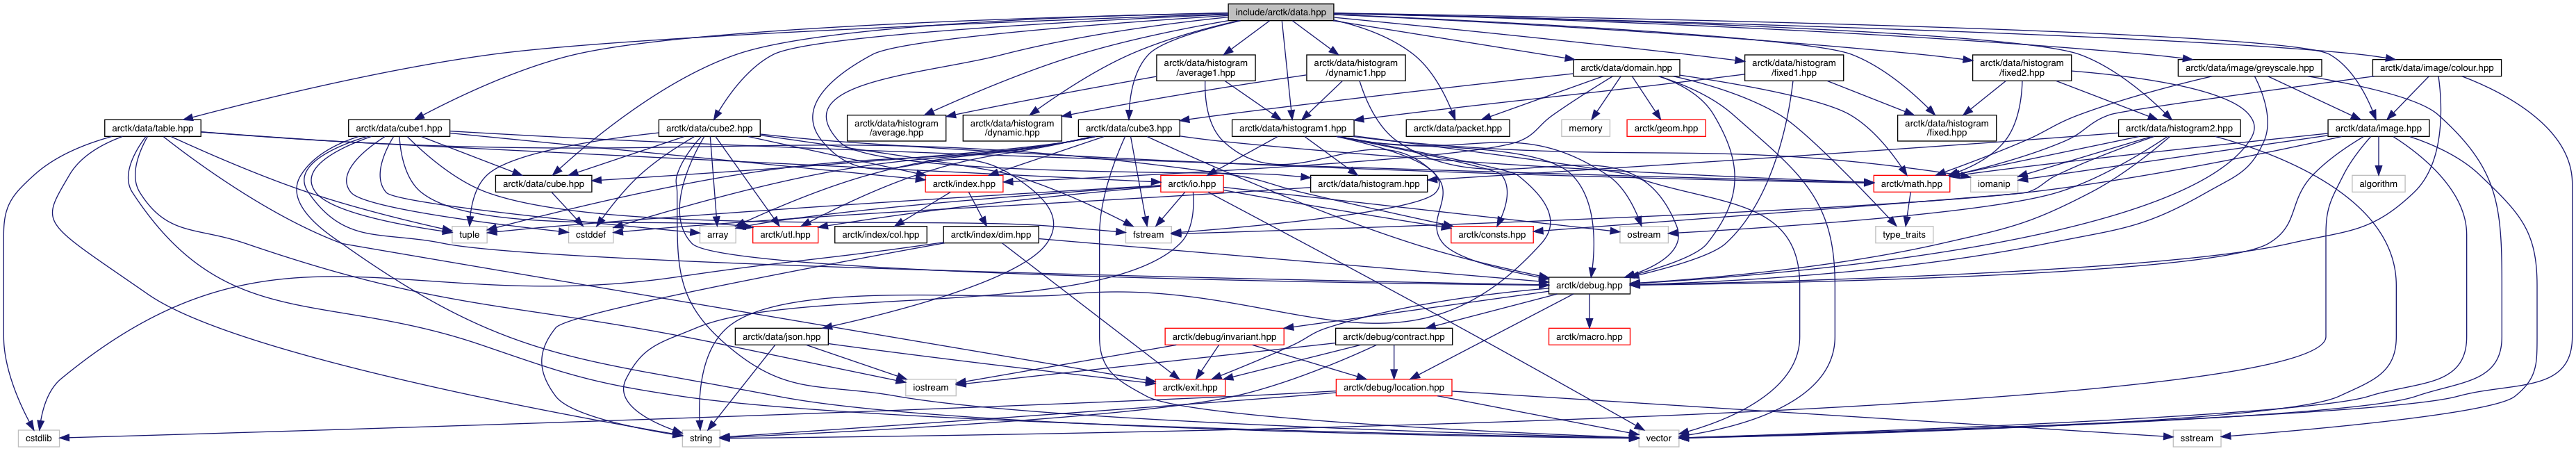 include/arctk/data.hpp
arctk/data/histogram
/average1.hpp
arctk/data/histogram
/dynamic1.hpp
arctk/data/domain.hpp
arctk/data/histogram
/fixed1.hpp
arctk/data/histogram
/fixed2.hpp
arctk/data/image/greyscale.hpp
arctk/data/image/colour.hpp
arctk/data/table.hpp
arctk/data/cube1.hpp
arctk/data/cube2.hpp
arctk/data/histogram
/average.hpp
arctk/data/histogram
/dynamic.hpp
arctk/data/cube3.hpp
arctk/data/histogram1.hpp
arctk/data/packet.hpp
memory
arctk/geom.hpp
arctk/data/histogram
/fixed.hpp
arctk/data/histogram2.hpp
arctk/data/image.hpp
arctk/data/cube.hpp
arctk/index.hpp
arctk/io.hpp
arctk/data/histogram.hpp
arctk/math.hpp
iomanip
algorithm
tuple
cstddef
array
arctk/utl.hpp
arctk/index/col.hpp
arctk/index/dim.hpp
fstream
arctk/consts.hpp
ostream
type_traits
arctk/debug.hpp
arctk/data/json.hpp
arctk/debug/invariant.hpp
arctk/debug/contract.hpp
arctk/macro.hpp
iostream
arctk/exit.hpp
arctk/debug/location.hpp
cstdlib
string
vector
sstream